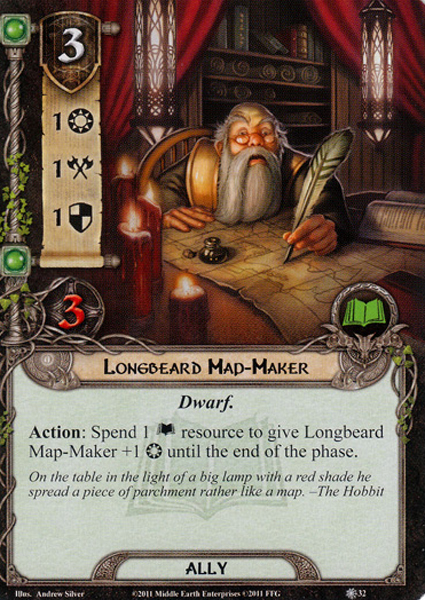 3
1
1
1
3
LONGBEARD MAP-MAKER
Dwarf.
Action: Spend 1 resource to give Longbeard
Map-Maker +1 until the end of the phase.
On the table in the light of a big lamp with a red shade he
spread a piece of parchment rather like a map. –The Hobbit
ALLY
Illus. Andrew Silver
©2011 Middle Earth Enterprises ©2011 FFG
32